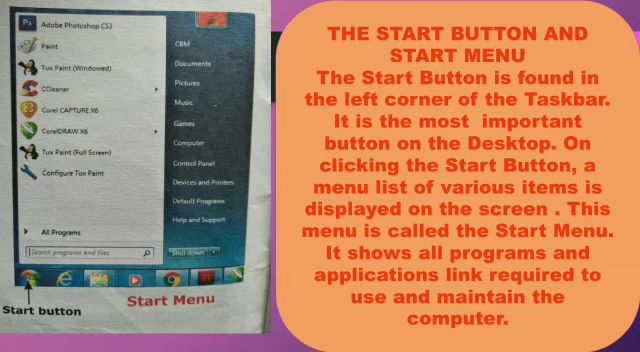 Adobe Photoshop CS3
Paint
Tux Paint (Windowed)
CCleaner
Corel CAPTURE X6
CorelDRAW X6
Tux Paint (Full Screen)
Configure Tux Paint
All Programs
Search programs and files
CBM
Documents
Pictures
Music
Games
Computer
Control Panel
Devices and Printers
Default Programs
Help and Support
Shut down
Start button
Start Menu
THE START BUTTON AND
START MENU
The Start Button is found in
the left corner of the Taskbar.
It is the most important
button on the Desktop. On
clicking the Start Button, a
menu list of various items is
displayed on the screen . This
menu is called the Start Menu.
It shows all programs and
applications link required to
use and maintain the
computer.